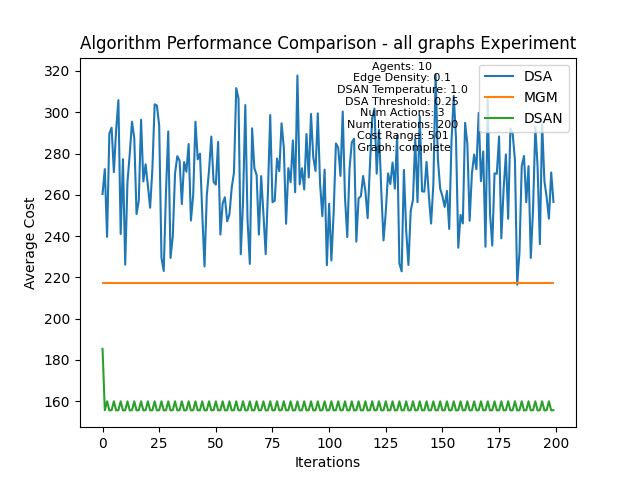 Algorithm Performance Comparison - all graphs Experiment
Agents: 10
Edge Density: 0.1
DSAN Temperature: 1.0
DSA Threshold: 0.25
Num Actions: 3
Num Iterations: 200
Cost Range: 501
Graph: complete
DSA
MGM
DSAN
Average Cost
320
300
280
260
240
220
200
180
160
0
25
50
75
100
125
150
175
200
Iterations